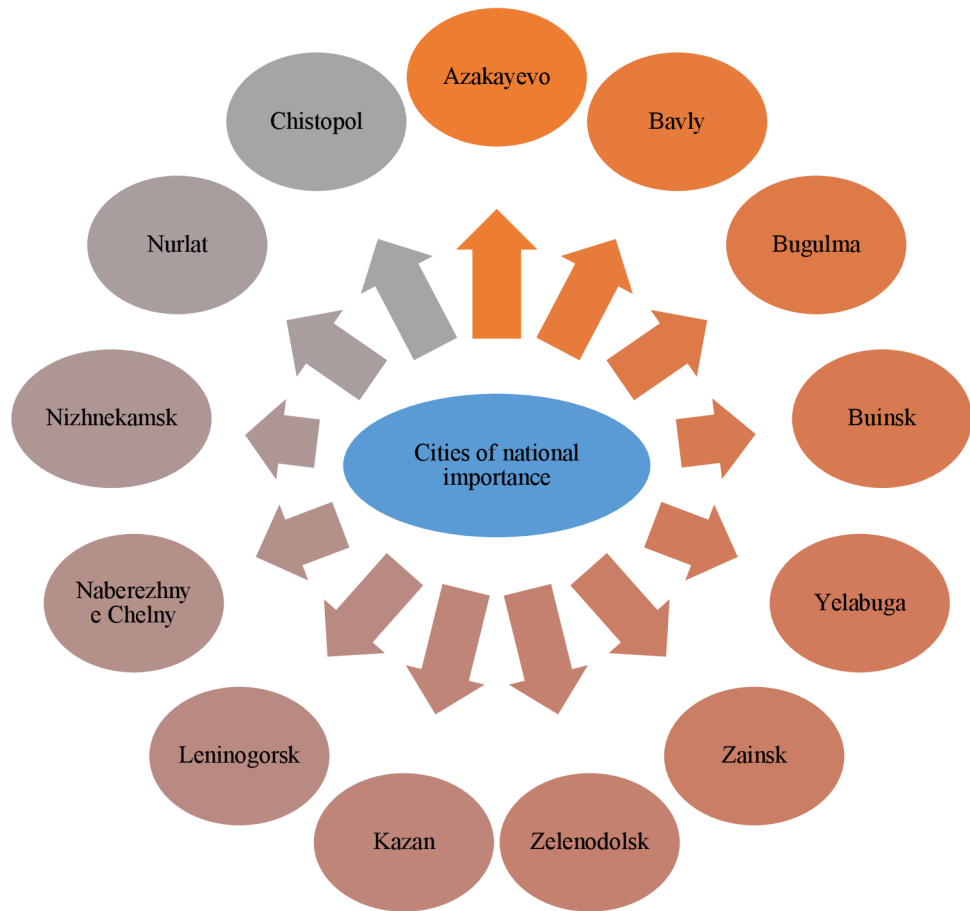 Azakayevo
Bavly
Bugulma
Buinsk
Yelabuga
Zainsk
Zelenodolsk
Kazan
Leninogorsk
Naberezhny
e Chelny
Nizhnekamsk
Nurlat
Chistopol
Cities of national
importance